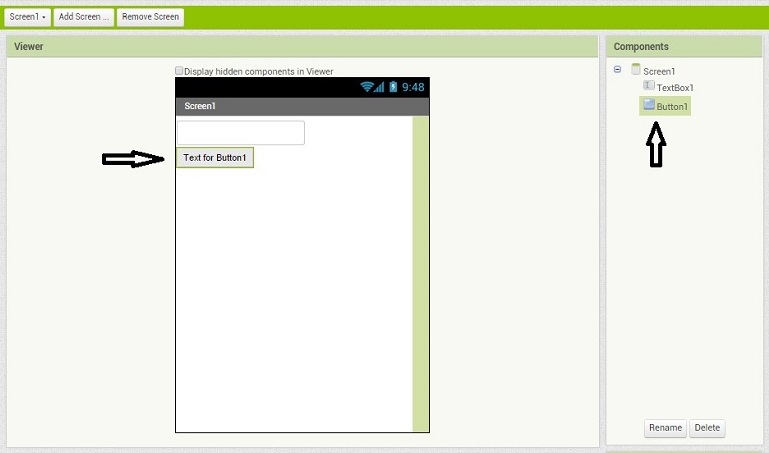 Screen1 Add Screen ... Remove Screen
Viewer
Display hidden components in Viewer
9:48
Screen1
Text for Button1
Components
Screen1
TextBox1
Button1
Rename Delete